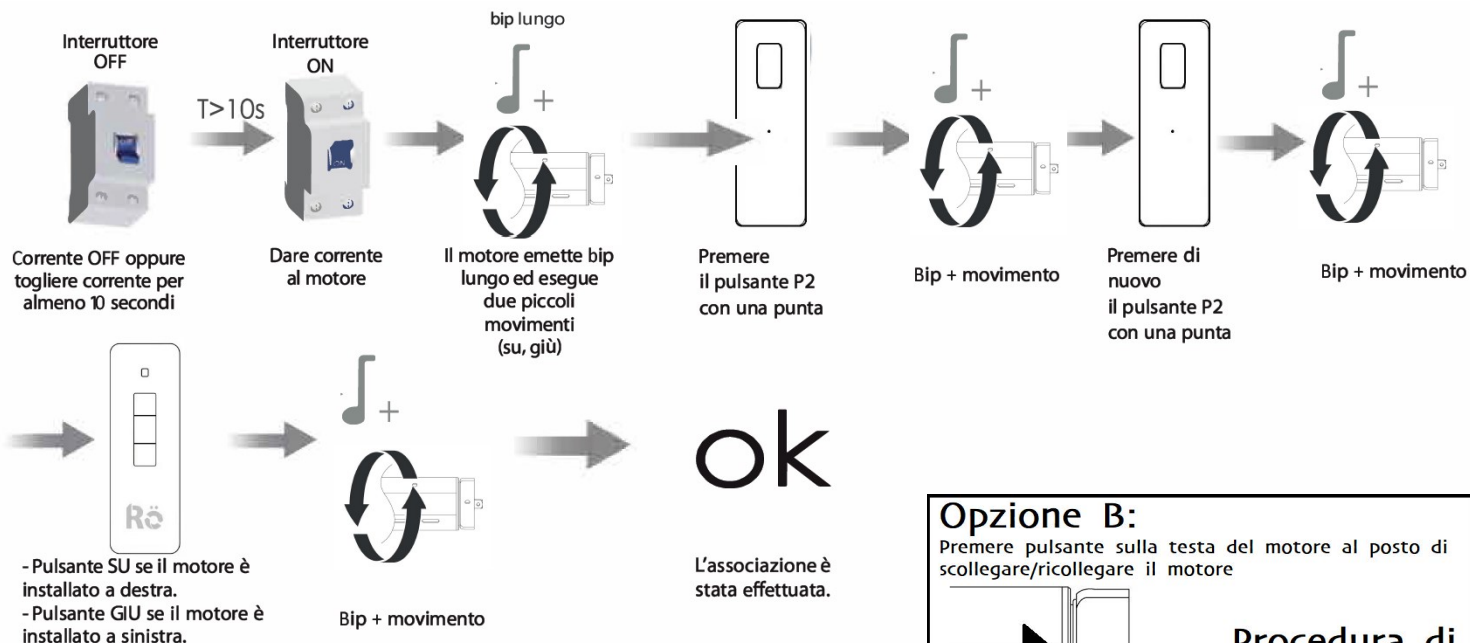 Interruttore
OFF
T>10s
Interruttore
ON
bip lungo
+
+
+
Corrente OFF oppure
togliere corrente per
almeno 10 secondi
Dare corrente
al motore
Il motore emette bip
lungo ed esegue
due piccoli
movimenti
(su, giù)
Premere
il pulsante P2
con una punta
Bip + movimento
Premere di
nuovo
il pulsante P2
con una punta
Bip + movimento
Rö
- Pulsante SU se il motore è
installato a destra.
- Pulsante GIU se il motore è
installato a sinistra.
+
Bip + movimento
ok
L'associazione è
stata effettuata.
Opzione B:
Premere pulsante sulla testa del motore al posto di
scollegare/ricollegare il motore
Procedura di